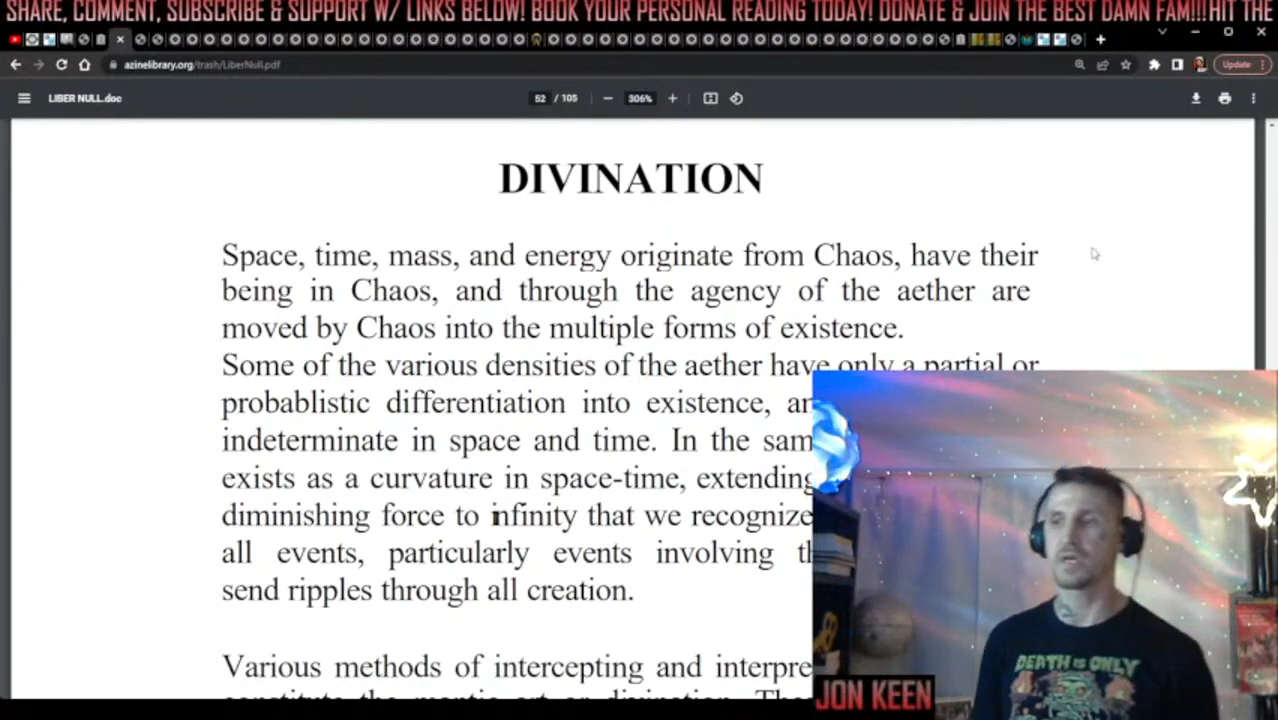 SHARE, COMMENT, SUBSCRIBE & SUPPORT W/ LINKS BELOW! BOOK YOUR PERSONAL READING TODAY! DONATE & JOIN THE BEST DAMN FAM!!! HIT THE
azinelibrary.org/trash/LiberNull.pdf
Update
LIBER NULL.doc
52 / 105
306%
DIVINATION
Space, time, mass, and energy originate from Chaos, have their
being in Chaos, and through the agency of the aether are
moved by Chaos into the multiple forms of existence.
Some of the various densities of the aether have only a partial or
probablistic differentiation into existence,
indeterminate in space and time. In the
exists as a curvature in space-time, extending
diminishing force to infinity that we recognize
all events, particularly events involving
send ripples through all creation.
Various methods of intercepting and
DEATH IS ONLY
JON KEEN